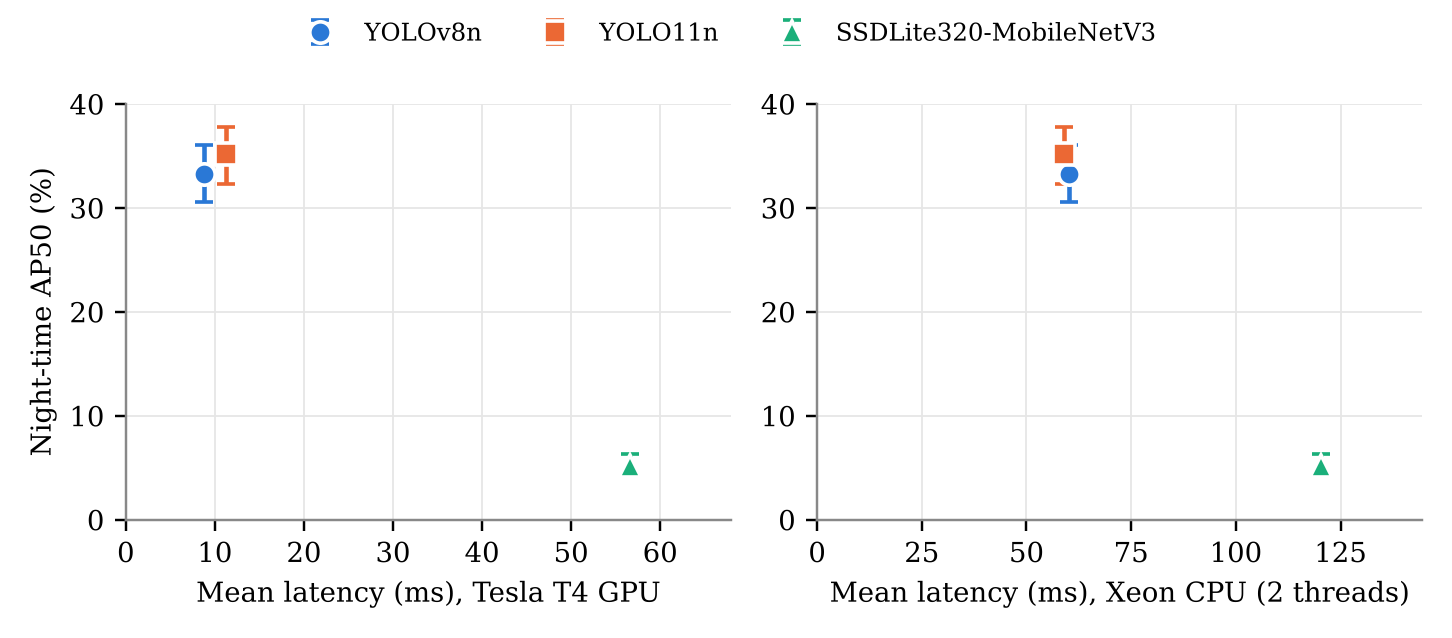 YOLOv8n YOLO11n SSDLite320-MobileNetV3
Night-time AP50 (%)
40
30
20
10
0
0 10 20 30 40 50 60
Mean latency (ms), Tesla T4 GPU
40
30
20
10
0
0 25 50 75 100 125
Mean latency (ms), Xeon CPU (2 threads)